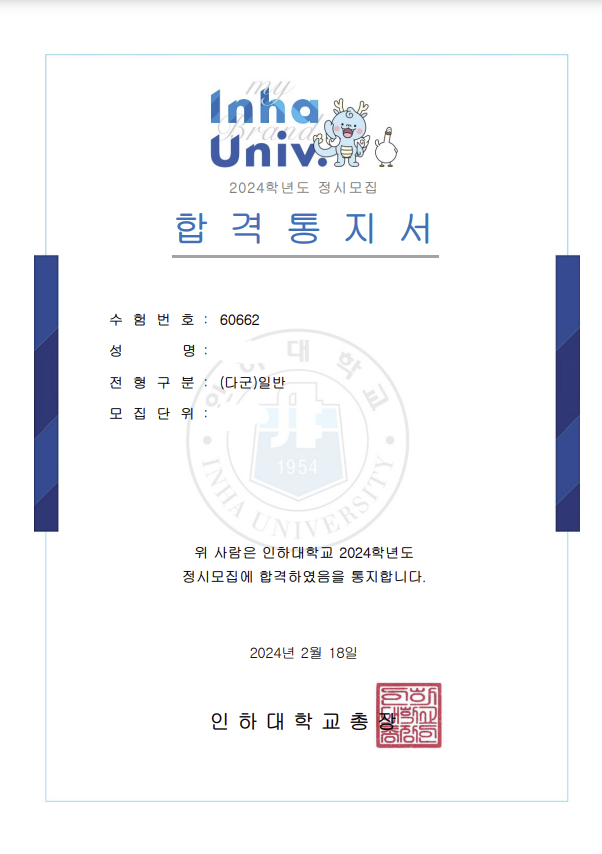 my
Inha
Brand
Univ.
2024학년도 정시모집
합격통지서
수험번호 : 60662
성명 :
전형구분 : (다군)일반
모집단위 :
인하대학교
1954
INHA UNIVERSITY
위 사람은 인하대학교 2024학년도
정시모집에 합격하였음을 통지합니다.
2024년 2월 18일
인하대학교총장